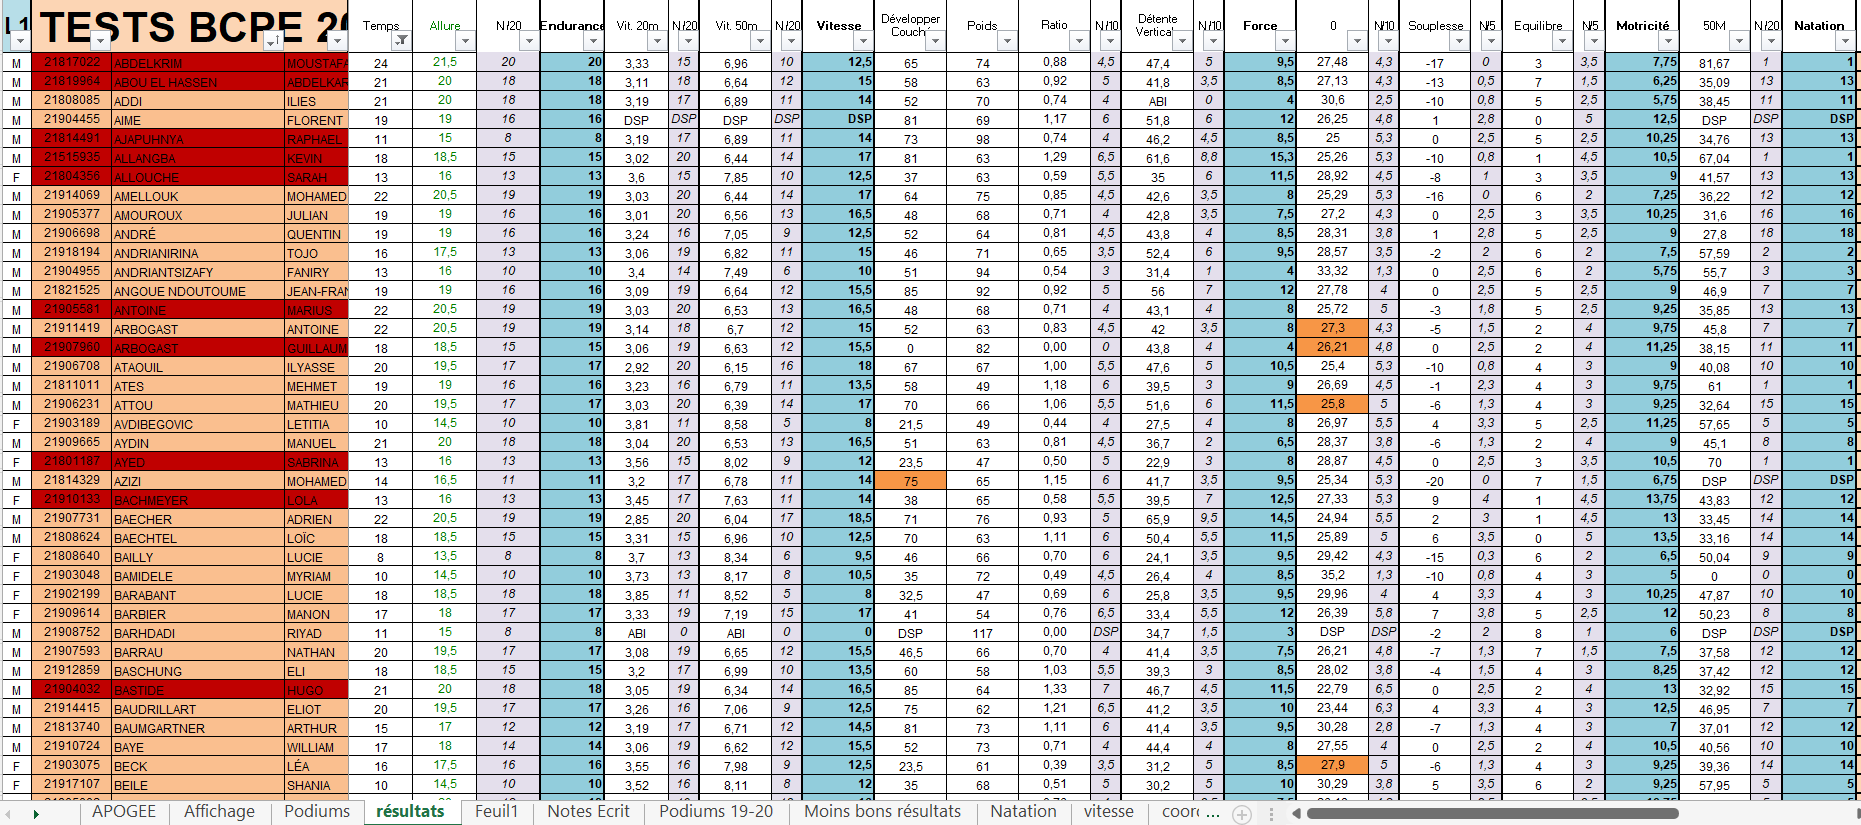 L1 TESTS BCPE 20 Temps Allure N/20 Endurance Vit. 20m N/20 Vit. 50m N/20 Vitesse Développer Couché Poids Ratio N/10 Détente Vertical N/10 Force 0 N/10 Souplesse N/5 Equilibre N/5 Motricité 50M N/20 Natation
M 21817022 ABDELKRIM MOUSTAFA 24 21,5 20 20 3,33 15 6,96 10 12,5 65 74 0,88 4,5 47,4 5 9,5 27,48 4,3 -17 0 3 3,5 7,75 81,67 1 1
M 21819964 ABOU EL HASSEN ABDELKAR 21 20 18 18 3,11 18 6,64 12 15 58 63 0,92 5 41,8 3,5 8,5 27,13 4,3 -13 0,5 7 1,5 6,25 35,09 13 13
M 21808085 ADDI ILIES 21 20 18 18 3,19 17 6,89 11 14 52 70 0,74 4 ABI 0 4 30,6 2,5 -10 0,8 5 2,5 5,75 38,45 11 11
M 21904455 AIME FLORENT 19 19 16 16 DSP DSP DSP DSP DSP 81 69 1,17 6 51,8 6 12 26,25 4,8 1 2,8 0 5 12,5 DSP DSP DSP
M 21814491 AJAPUHNYA RAPHAEL 11 15 8 8 3,19 17 6,89 11 14 73 98 0,74 4 46,2 4,5 8,5 25 5,3 0 2,5 5 2,5 10,25 34,76 13 13
M 21515935 ALLANGBA KEVIN 18 18,5 15 15 3,02 20 6,44 14 17 81 63 1,29 6,5 61,6 8,8 15,3 25,26 5,3 -10 0,8 1 4,5 10,5 67,04 1 1
F 21804356 ALLOUCHE SARAH 13 16 13 13 3,6 15 7,85 10 12,5 37 63 0,59 5,5 35 6 11,5 28,92 4,5 -8 1 3 3,5 9 41,57 13 13
M 21914069 AMELLOUK MOHAMED 22 20,5 19 19 3,03 20 6,44 14 17 64 75 0,85 4,5 42,6 3,5 8 25,29 5,3 -16 0 6 2 7,25 36,22 12 12
M 21905377 AMOUROUX JULIAN 19 19 16 16 3,01 20 6,56 13 16,5 48 68 0,71 4 42,8 3,5 7,5 27,2 4,3 0 2,5 3 3,5 10,25 31,6 16 16
M 21906698 ANDRÉ QUENTIN 19 19 16 16 3,24 16 7,05 9 12,5 52 64 0,81 4,5 43,8 4 8,5 28,31 3,8 1 2,8 5 2,5 9 27,8 18 18
M 21918194 ANDRIANIRINA TOJO 16 17,5 13 13 3,06 19 6,82 11 15 46 71 0,65 3,5 52,4 6 9,5 28,57 3,5 -2 2 6 2 7,5 57,59 2 2
M 21904955 ANDRIANTSIZAFY FANIRY 13 16 10 10 3,4 14 7,49 6 10 51 94 0,54 3 31,4 1 4 33,32 1,3 0 2,5 6 2 5,75 55,7 3 3
M 21821525 ANGOUE NDOUTOUME JEAN-FRAN 19 19 16 16 3,09 19 6,64 12 15,5 85 92 0,92 5 56 7 12 27,78 4 0 2,5 5 2,5 9 46,9 7 7
M 21905581 ANTOINE MARIUS 22 20,5 19 19 3,03 20 6,53 13 16,5 48 68 0,71 4 43,1 4 8 25,72 5 -3 1,8 5 2,5 9,25 35,85 13 13
M 21911419 ARBOGAST ANTOINE 22 20,5 19 19 3,14 18 6,7 12 15 52 63 0,83 4,5 42 3,5 8 27,3 4,3 -5 1,5 2 4 9,75 45,8 7 7
M 21907960 ARBOGAST GUILLAUM 18 18,5 15 15 3,06 19 6,63 12 15,5 0 82 0,00 0 43,8 4 4 26,21 4,8 0 2,5 2 4 11,25 38,15 11 11
M 21906708 ATAOUIL ILYASSE 20 19,5 17 17 2,92 20 6,15 16 18 67 67 1,00 5,5 47,6 5 10,5 25,4 5,3 -10 0,8 4 3 9 40,08 10 10
M 21811011 ATES MEHMET 19 19 16 16 3,23 16 6,79 11 13,5 58 49 1,18 6 39,5 3 9 26,69 4,5 -1 2,3 4 3 9,75 61 1 1
M 21906231 ATTOU MATHIEU 20 19,5 17 17 3,03 20 6,39 14 17 70 66 1,06 5,5 51,6 6 11,5 25,8 5 -6 1,3 4 3 9,25 32,64 15 15
F 21903189 AVDIBEGOVIC LETITIA 10 14,5 10 10 3,81 11 8,58 5 8 21,5 49 0,44 4 27,5 4 8 26,97 5,5 4 3,3 5 2,5 11,25 57,65 5 5
M 21909665 AYDIN MANUEL 21 20 18 18 3,04 20 6,53 13 16,5 51 63 0,81 4,5 36,7 2 6,5 28,37 3,8 -6 1,3 2 4 9 45,1 8 8
F 21801187 AYED SABRINA 13 16 13 13 3,56 15 8,02 9 12 23,5 47 0,50 5 22,9 3 8 28,87 4,5 0 2,5 3 3,5 10,5 70 1 1
M 21814329 AZIZI MOHAMED 14 16,5 11 11 3,2 17 6,78 11 14 75 65 1,15 6 41,7 3,5 9,5 25,34 5,3 -20 0 7 1,5 6,75 DSP DSP DSP
F 21910133 BACHMEYER LOLA 13 16 13 13 3,45 17 7,63 11 14 38 65 0,58 5,5 39,5 7 12,5 27,33 5,3 9 4 1 4,5 13,75 43,83 12 12
M 21907731 BAECHER ADRIEN 22 20,5 19 19 2,85 20 6,04 17 18,5 71 76 0,93 5 65,9 9,5 14,5 24,94 5,5 2 3 1 4,5 13 33,45 14 14
M 21808624 BAECHTEL LOÏC 18 18,5 15 15 3,31 15 6,96 10 12,5 70 63 1,11 6 50,4 5,5 11,5 25,89 5 6 3,5 0 5 13,5 33,16 14 14
F 21808640 BAILLY LUCIE 8 13,5 8 8 3,7 13 8,34 6 9,5 46 66 0,70 6 24,1 3,5 9,5 29,42 4,3 -15 0,3 6 2 6,5 50,04 9 9
F 21903048 BAMIDELE MYRIAM 10 14,5 10 10 3,73 13 8,17 8 10,5 35 72 0,49 4,5 26,4 4 8,5 35,2 1,3 -10 0,8 4 3 5 0 0 0
F 21902199 BARABANT LUCIE 18 18,5 18 18 3,85 11 8,52 5 8 32,5 47 0,69 6 25,8 3,5 9,5 29,96 4 4 3,3 4 3 10,25 47,87 10 10
F 21909614 BARBIER MANON 17 18 17 17 3,33 19 7,19 15 17 41 54 0,76 6,5 33,4 5,5 12 26,39 5,8 7 3,8 5 2,5 12 50,23 8 8
M 21908752 BARHDADI RIYAD 11 15 8 8 ABI 0 ABI 0 0 DSP 117 0,00 DSP 34,7 1,5 3 DSP DSP -2 2 8 1 6 DSP DSP DSP
M 21907593 BARRAU NATHAN 20 19,5 17 17 3,08 19 6,65 12 15,5 46,5 66 0,70 4 41,4 3,5 7,5 26,21 4,8 -7 1,3 7 1,5 7,5 37,58 12 12
M 21912859 BASCHUNG ELI 18 18,5 15 15 3,2 17 6,99 10 13,5 60 58 1,03 5,5 39,3 3 8,5 28,02 3,8 -4 1,5 4 3 8,25 37,42 12 12
M 21904032 BASTIDE HUGO 21 20 18 18 3,05 19 6,34 14 16,5 85 64 1,33 7 46,7 4,5 11,5 22,79 6,5 0 2,5 2 4 13 32,92 15 15
M 21914415 BAUDRILLART ELIOT 20 19,5 17 17 3,26 16 7,06 9 12,5 75 62 1,21 6,5 41,2 3,5 10 23,44 6,3 4 3,3 4 3 12,5 46,95 7 7
M 21813740 BAUMGARTNER ARTHUR 15 17 12 12 3,19 17 6,71 12 14,5 81 73 1,11 6 41,4 3,5 9,5 30,28 2,8 -7 1,3 4 3 7 37,01 12 12
M 21910724 BAYE WILLIAM 17 18 14 14 3,06 19 6,62 12 15,5 52 73 0,71 4 44,4 4 8 27,55 4 0 2,5 2 4 10,5 40,56 10 10
F 21903075 BECK LÉA 16 17,5 16 16 3,55 16 7,98 9 12,5 23,5 61 0,39 3,5 31,2 5 8,5 27,9 5 -6 1,3 4 3 9,25 39,36 14 14
F 21917107 BEILE SHANIA 10 14,5 10 10 3,52 16 8,11 8 12 35 68 0,51 5 30,2 5 10 30,29 3,8 5 3,5 6 2 9,25 57,95 5 5
APOGEE Affichage Podiums résultats Feuil1 Notes Ecrit Podiums 19-20 Moins bons résultats Natation vitesse coor ...